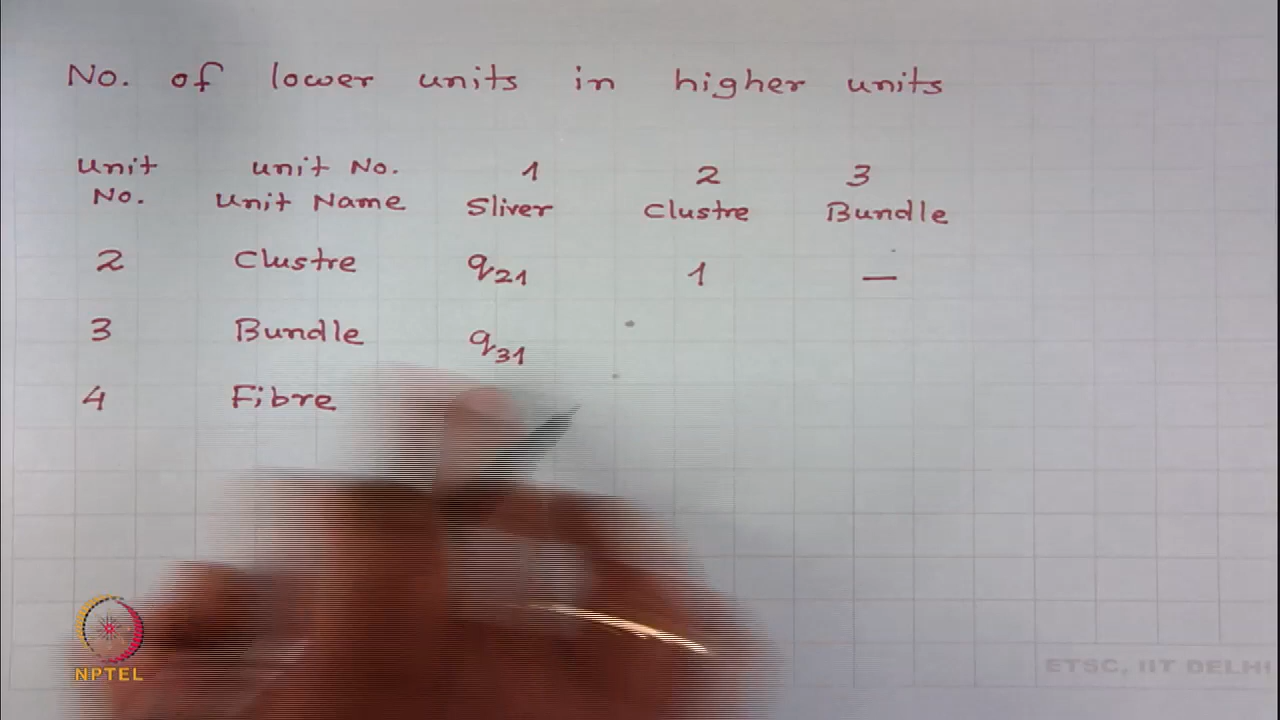 No. of lower units in higher units
Unit No. unit No. 1 2 3
Unit Name Sliver Clustre Bundle
2 Clustre q21 1 —
3 Bundle q31
4 Fibre
NPTEL
ETSC, IIT DELHI